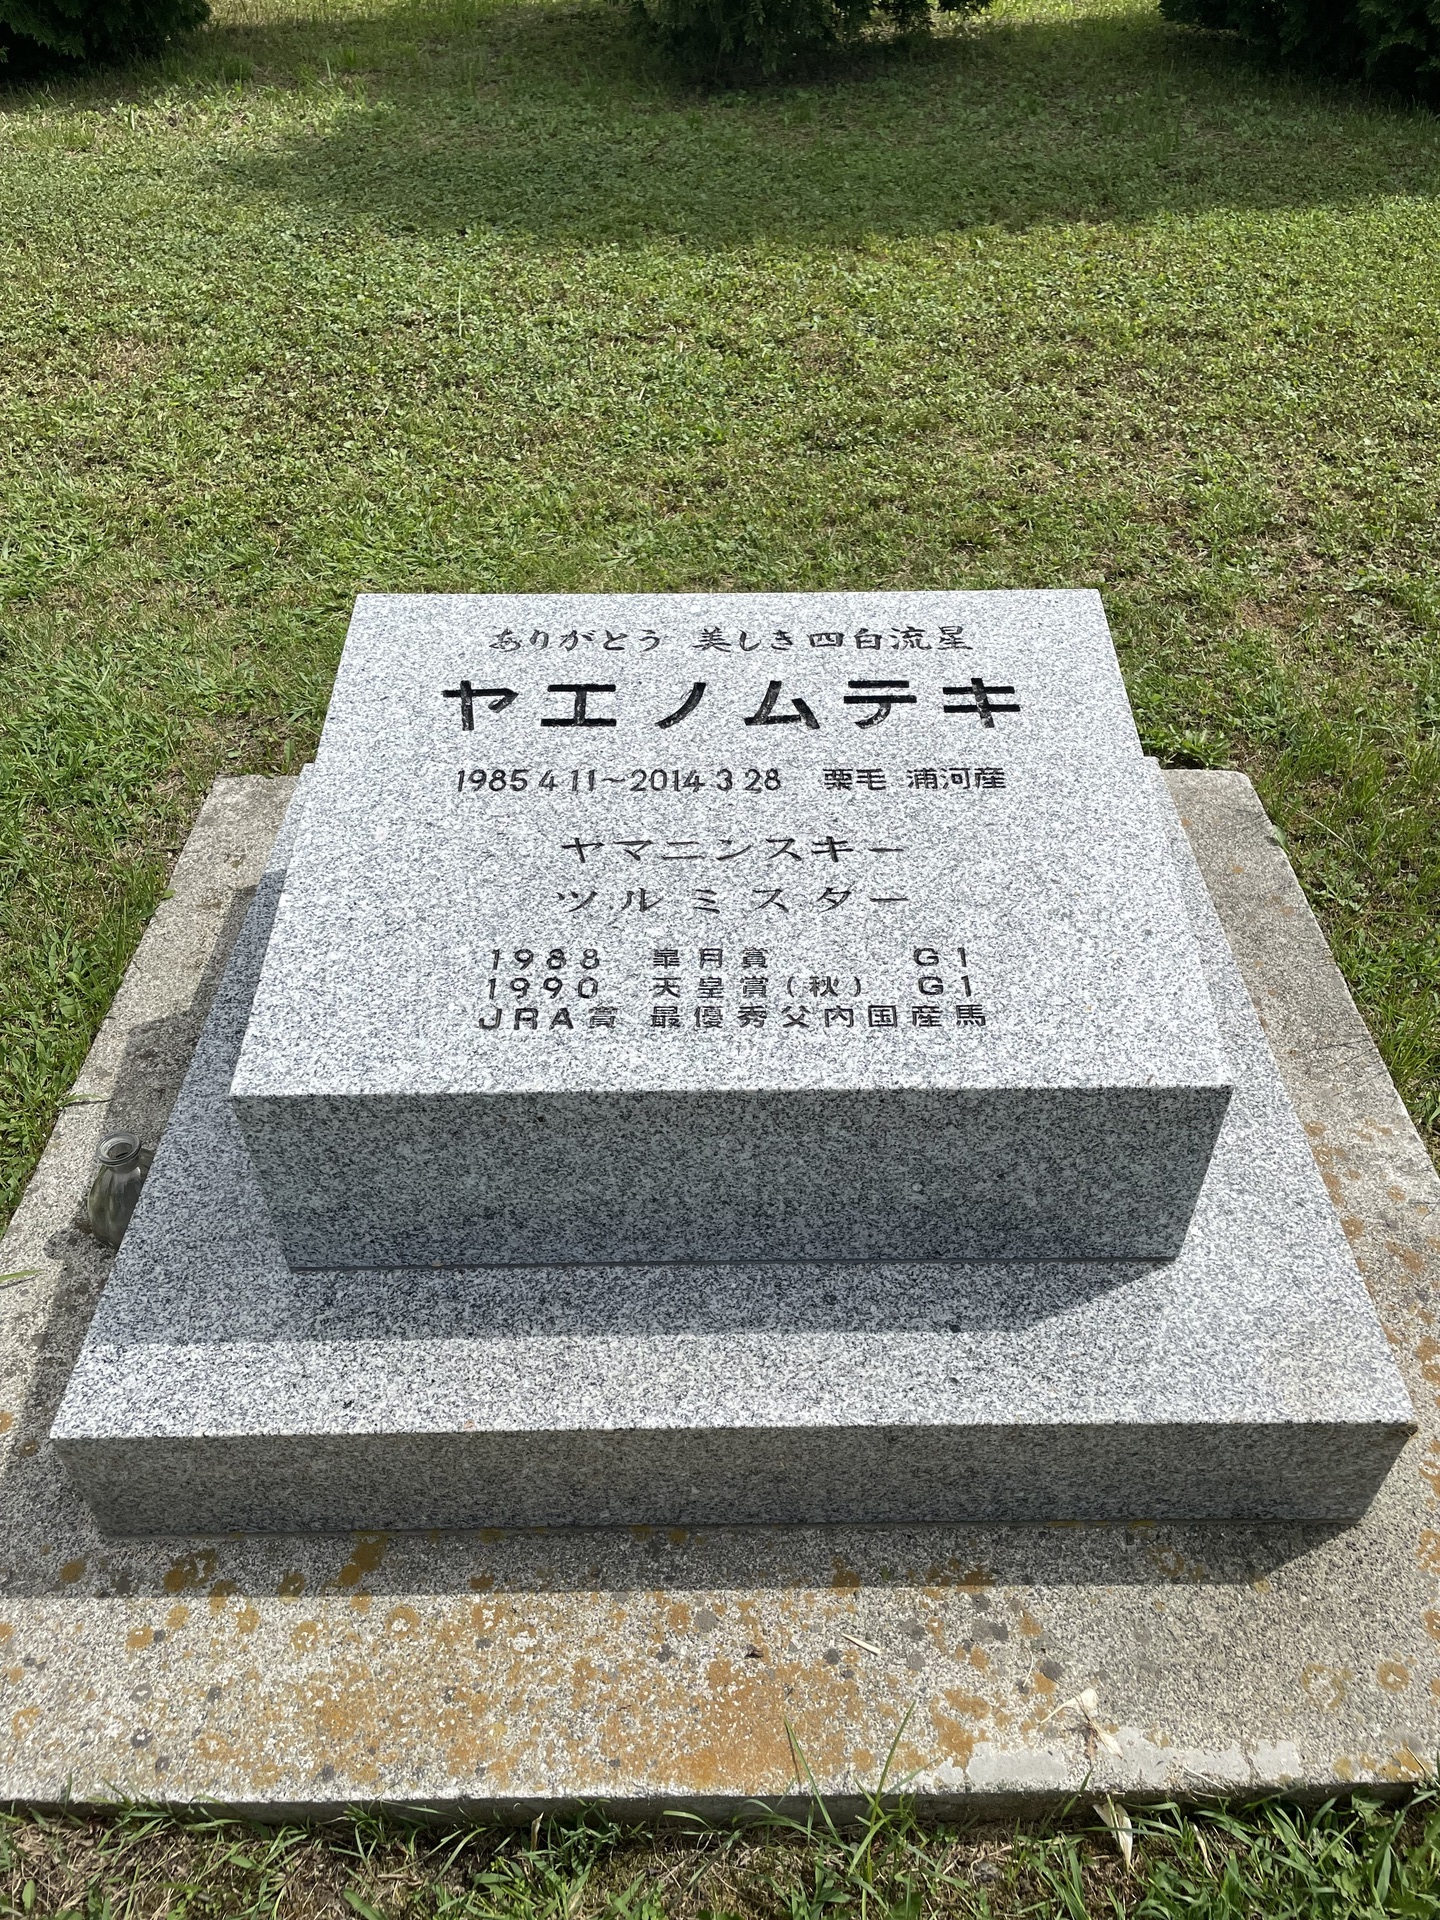 ありがとう 美しき四白流星
ヤエノムテキ
1985 4 11～2014 3 28 栗毛 浦河産
ヤマニンスキー
ツルミスター
1988 皐月賞 G1
1990 天皇賞(秋) G1
JRA賞 最優秀父内国産馬